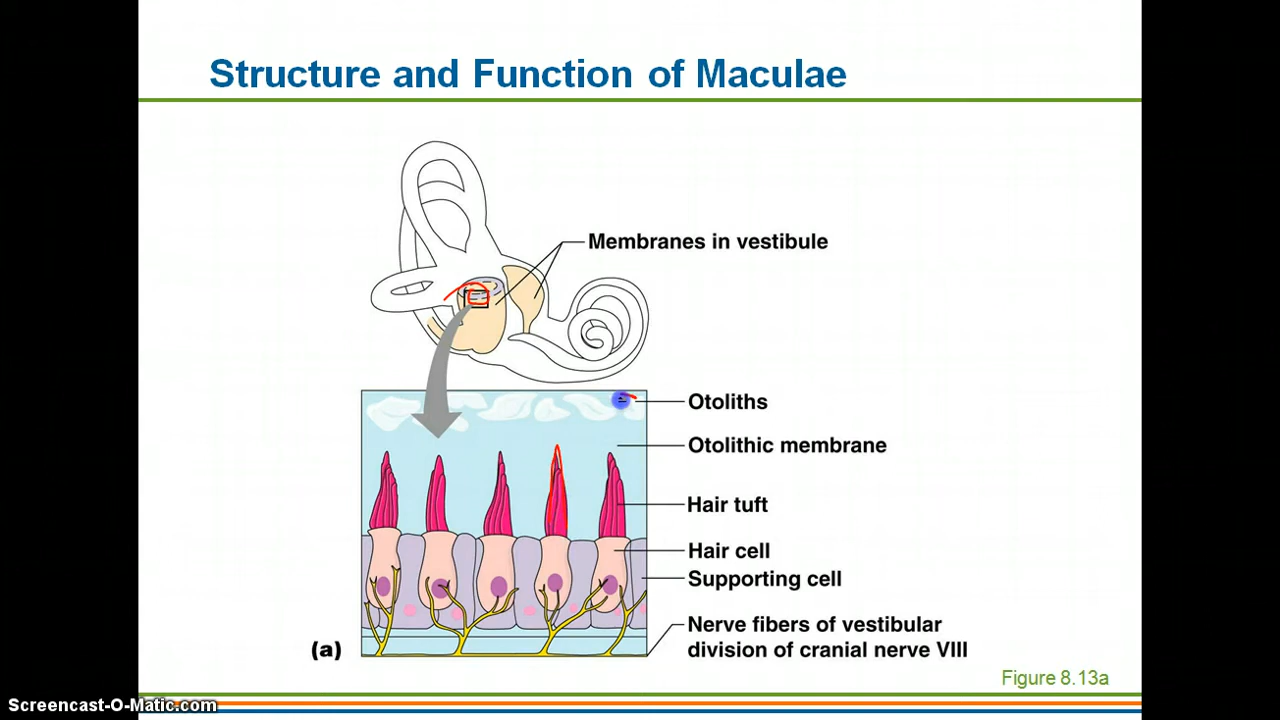 Structure and Function of Maculae
Membranes in vestibule
Otoliths
Otolithic membrane
Hair tuft
Hair cell
Supporting cell
Nerve fibers of vestibular
division of cranial nerve VIII
(a)
Figure 8.13a
Screencast-O-Matic.com